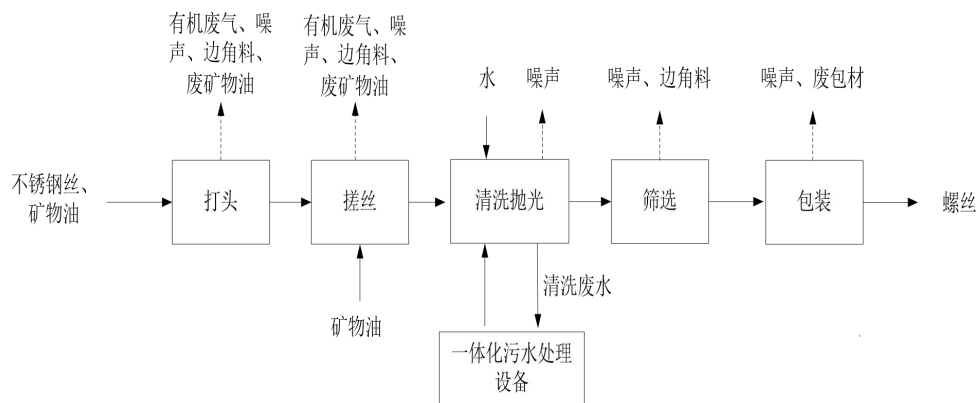 有机废气、噪
声、边角料、
废矿物油
有机废气、噪
声、边角料、
废矿物油
水
噪声
噪声、边角料
噪声、废包材
不锈钢丝、
矿物油
打头
搓丝
清洗抛光
筛选
包装
螺丝
矿物油
清洗废水
一体化污水处理
设备